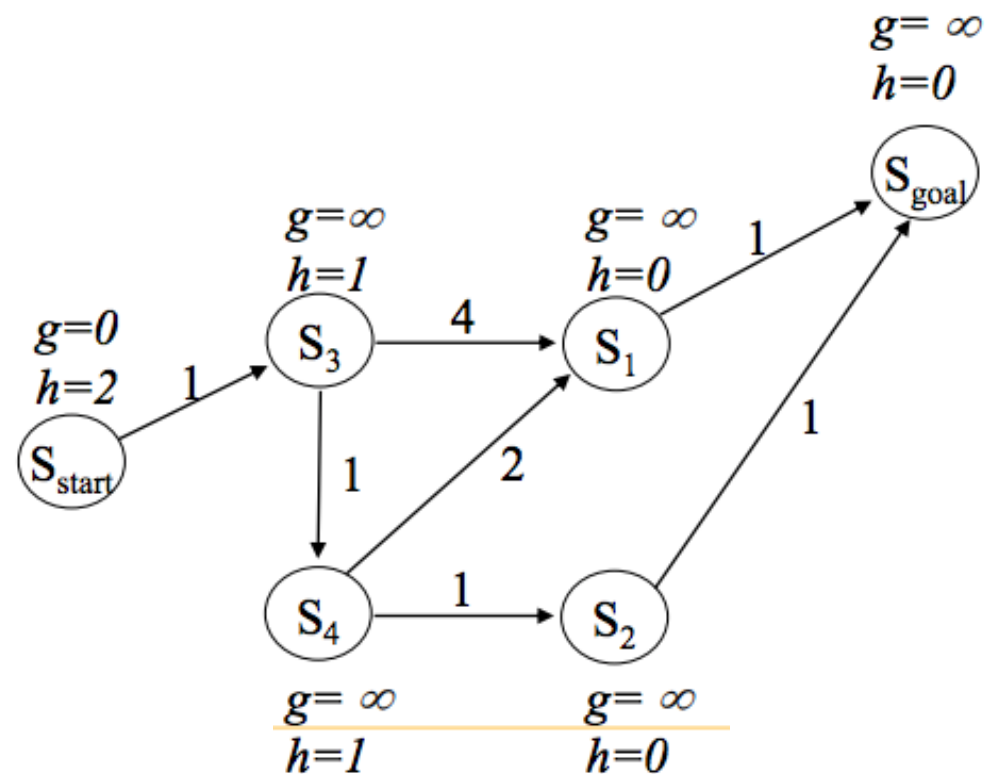 g= ∞
h=0
S_goal
g=∞
h=1
g= ∞
h=0
1
4
S_3
S_1
g=0
h=2
1
S_start
1
2
1
1
S_4
S_2
g= ∞
h=1
g= ∞
h=0